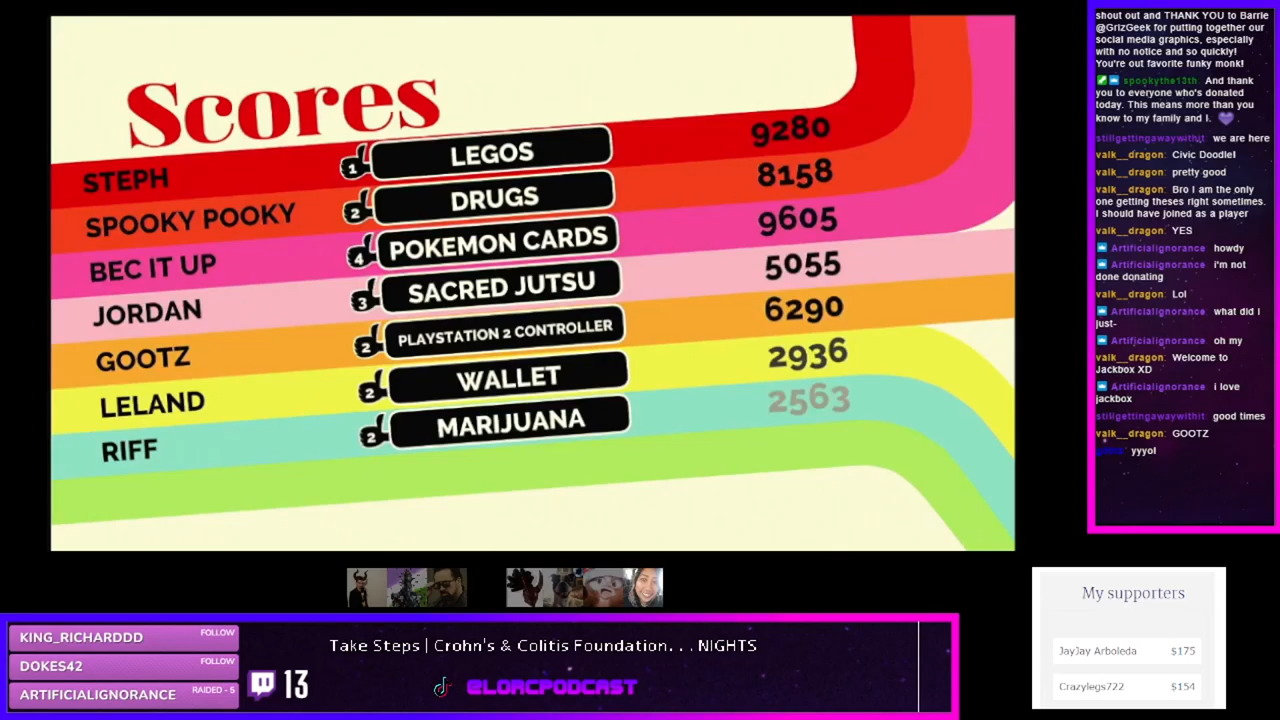 Scores
STEPH 1 LEGOS 9280
SPOOKY POOKY 2 DRUGS 8158
BEC IT UP 4 POKEMON CARDS 9605
JORDAN 3 SACRED JUTSU 5055
GOOTZ 2 PLAYSTATION 2 CONTROLLER 6290
LELAND 2 WALLET 2936
RIFF 2 MARIJUANA 2563
shout out and THANK YOU to Barrie
@GrizGeek for putting together our
social media graphics, especially
with no notice and so quickly!
You're out favorite funky monk!
spookythe13th: And thank
you to everyone who's donated
today. This means more than you
know to my family and I.
stillgettingawaywithit: we are here
valk__dragon: Civic Doodle!
valk__dragon: pretty good
valk__dragon: Bro I am the only
one getting theses right sometimes.
I should have joined as a player
valk__dragon: YES
Artificialignorance: howdy
Artificialignorance: i'm not
done donating
valk__dragon: Lol
Artificialignorance: what did I
just-
Artificialignorance: oh my
valk__dragon: Welcome to
Jackbox XD
Artificialignorance: i love
jackbox
stillgettingawaywithit: good times
valk__dragon: GOOTZ
yyyo!
My supporters
JayJay Arboleda $175
Crazylegs722 $154
KING_RICHARDDD FOLLOW
DOKES42 FOLLOW
ARTIFICIALIGNORANCE RAIDED - 5
13
Take Steps | Crohn's & Colitis Foundation. . . NIGHTS
@LORCPODCAST